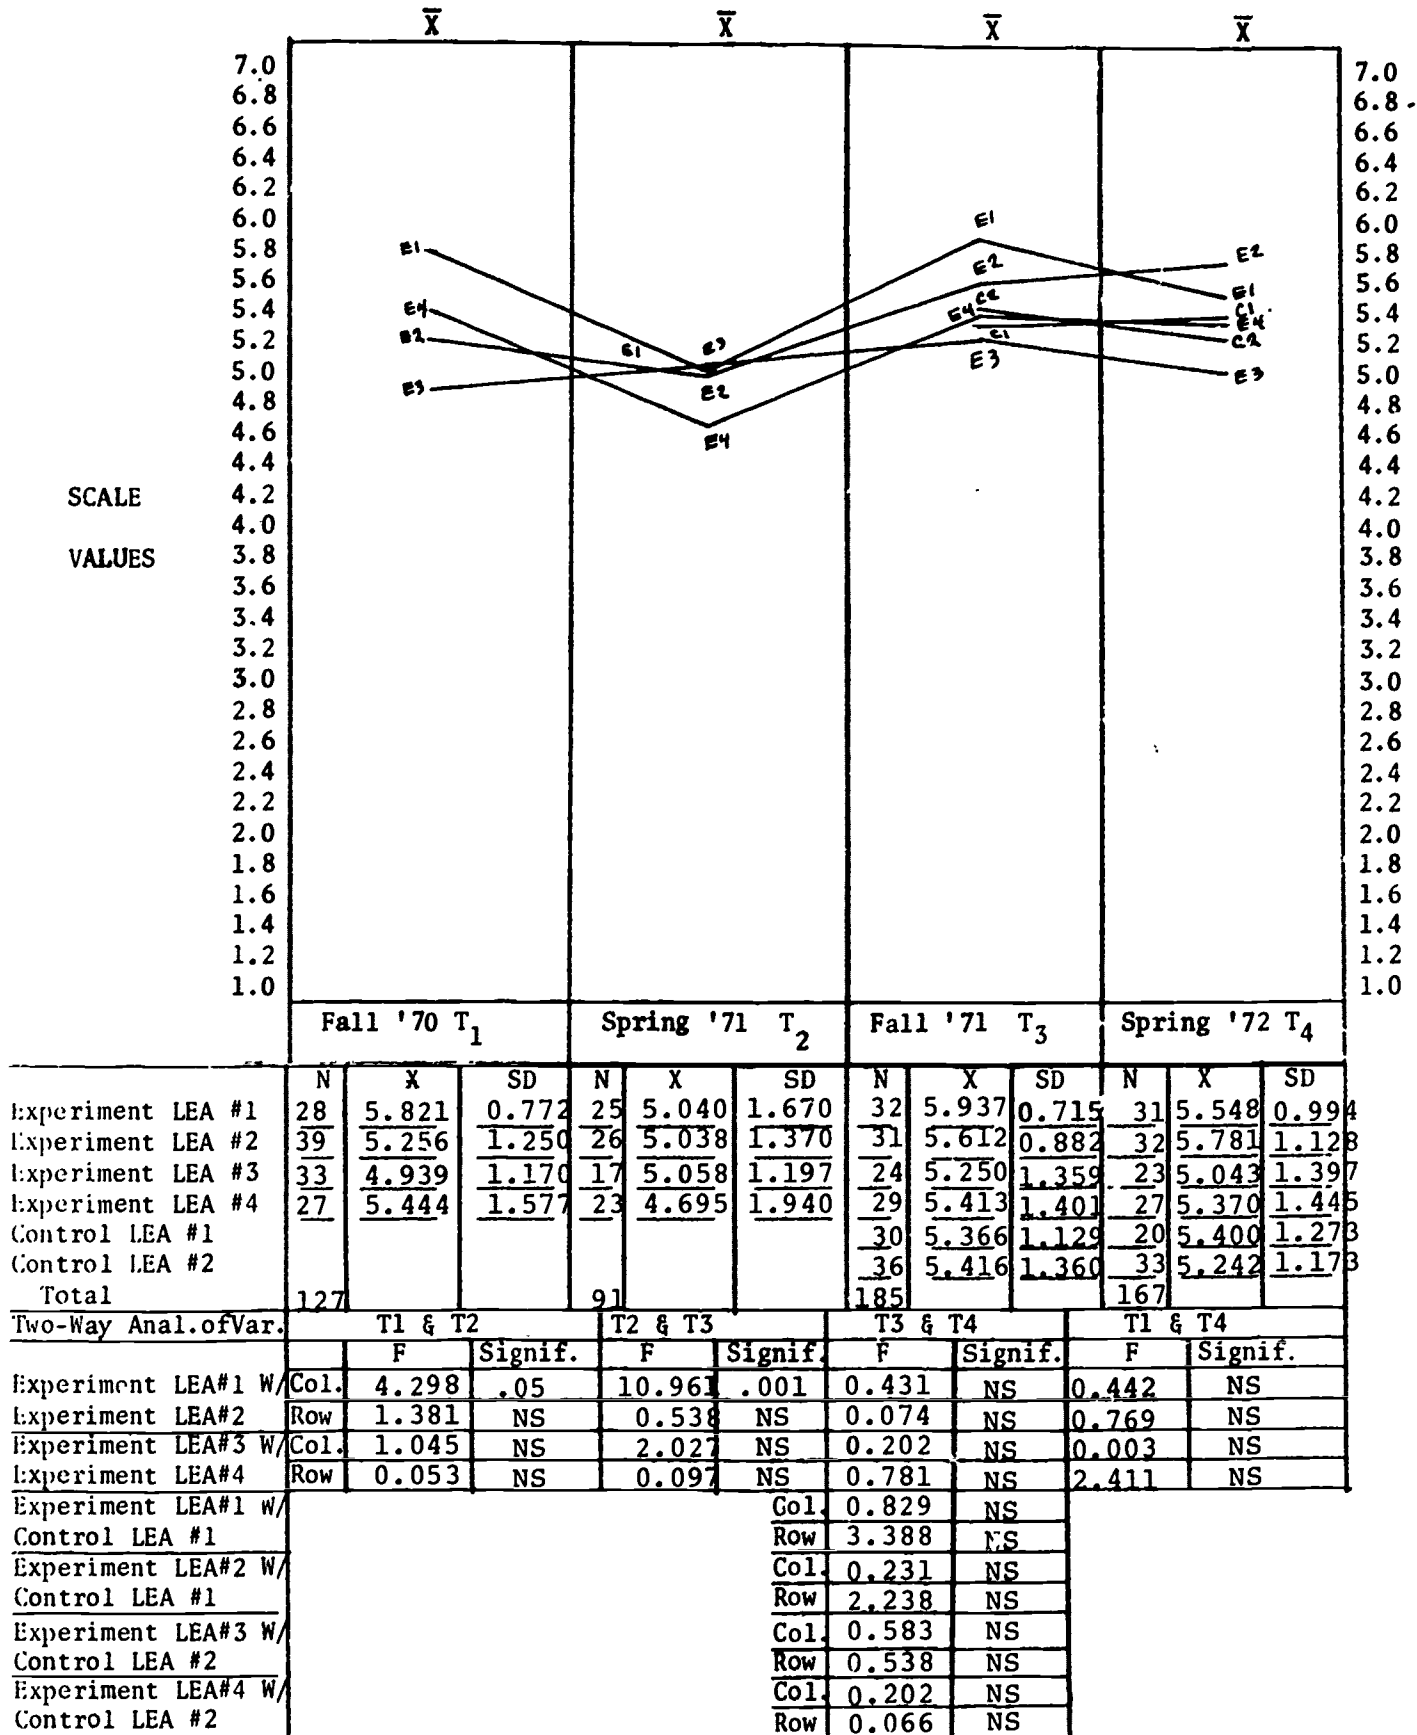 X̄ X̄ X̄ X̄
7.0 7.0
6.8 6.8
6.6 6.6
6.4 6.4
6.2 6.2
6.0 E1 6.0
5.8 E1 E2 5.8
5.6 E2 E1 5.6
5.4 E4 E4 C2 C1 5.4
E4
5.2 E2 E1 E3 C1 C2 5.2
5.0 E3 E3 5.0
4.8 E3 E2 4.8
4.6 E4 4.6
4.4 4.4
SCALE 4.2 4.2
4.0 4.0
VALUES 3.8 3.8
3.6 3.6
3.4 3.4
3.2 3.2
3.0 3.0
2.8 2.8
2.6 2.6
2.4 2.4
2.2 2.2
2.0 2.0
1.8 1.8
1.6 1.6
1.4 1.4
1.2 1.2
1.0 1.0
Fall '70 T1 Spring '71 T2 Fall '71 T3 Spring '72 T4
N X SD N X SD N X SD N X SD
Experiment LEA #1 28 5.821 0.772 25 5.040 1.670 32 5.937 0.715 31 5.548 0.994
Experiment LEA #2 39 5.256 1.250 26 5.038 1.370 31 5.612 0.882 32 5.781 1.128
Experiment LEA #3 33 4.939 1.170 17 5.058 1.197 24 5.250 1.359 23 5.043 1.397
Experiment LEA #4 27 5.444 1.577 23 4.695 1.940 29 5.413 1.401 27 5.370 1.445
Control LEA #1 30 5.366 1.129 20 5.400 1.273
Control LEA #2 36 5.416 1.360 33 5.242 1.173
Total 127 91 185 167
Two-Way Anal.ofVar. T1 & T2 T2 & T3 T3 & T4 T1 & T4
F Signif. F Signif. F Signif. F Signif.
Experiment LEA#1 W/ Col. 4.298 .05 10.961 .001 0.431 NS 0.442 NS
Experiment LEA#2 Row 1.381 NS 0.538 NS 0.074 NS 0.769 NS
Experiment LEA#3 W/ Col. 1.045 NS 2.027 NS 0.202 NS 0.003 NS
Experiment LEA#4 Row 0.053 NS 0.097 NS 0.781 NS 2.411 NS
Experiment LEA#1 W/ Col. 0.829 NS
Control LEA #1 Row 3.388 NS
Experiment LEA#2 W/ Col. 0.231 NS
Control LEA #1 Row 2.238 NS
Experiment LEA#3 W/ Col. 0.583 NS
Control LEA #2 Row 0.538 NS
Experiment LEA#4 W/ Col. 0.202 NS
Control LEA #2 Row 0.066 NS